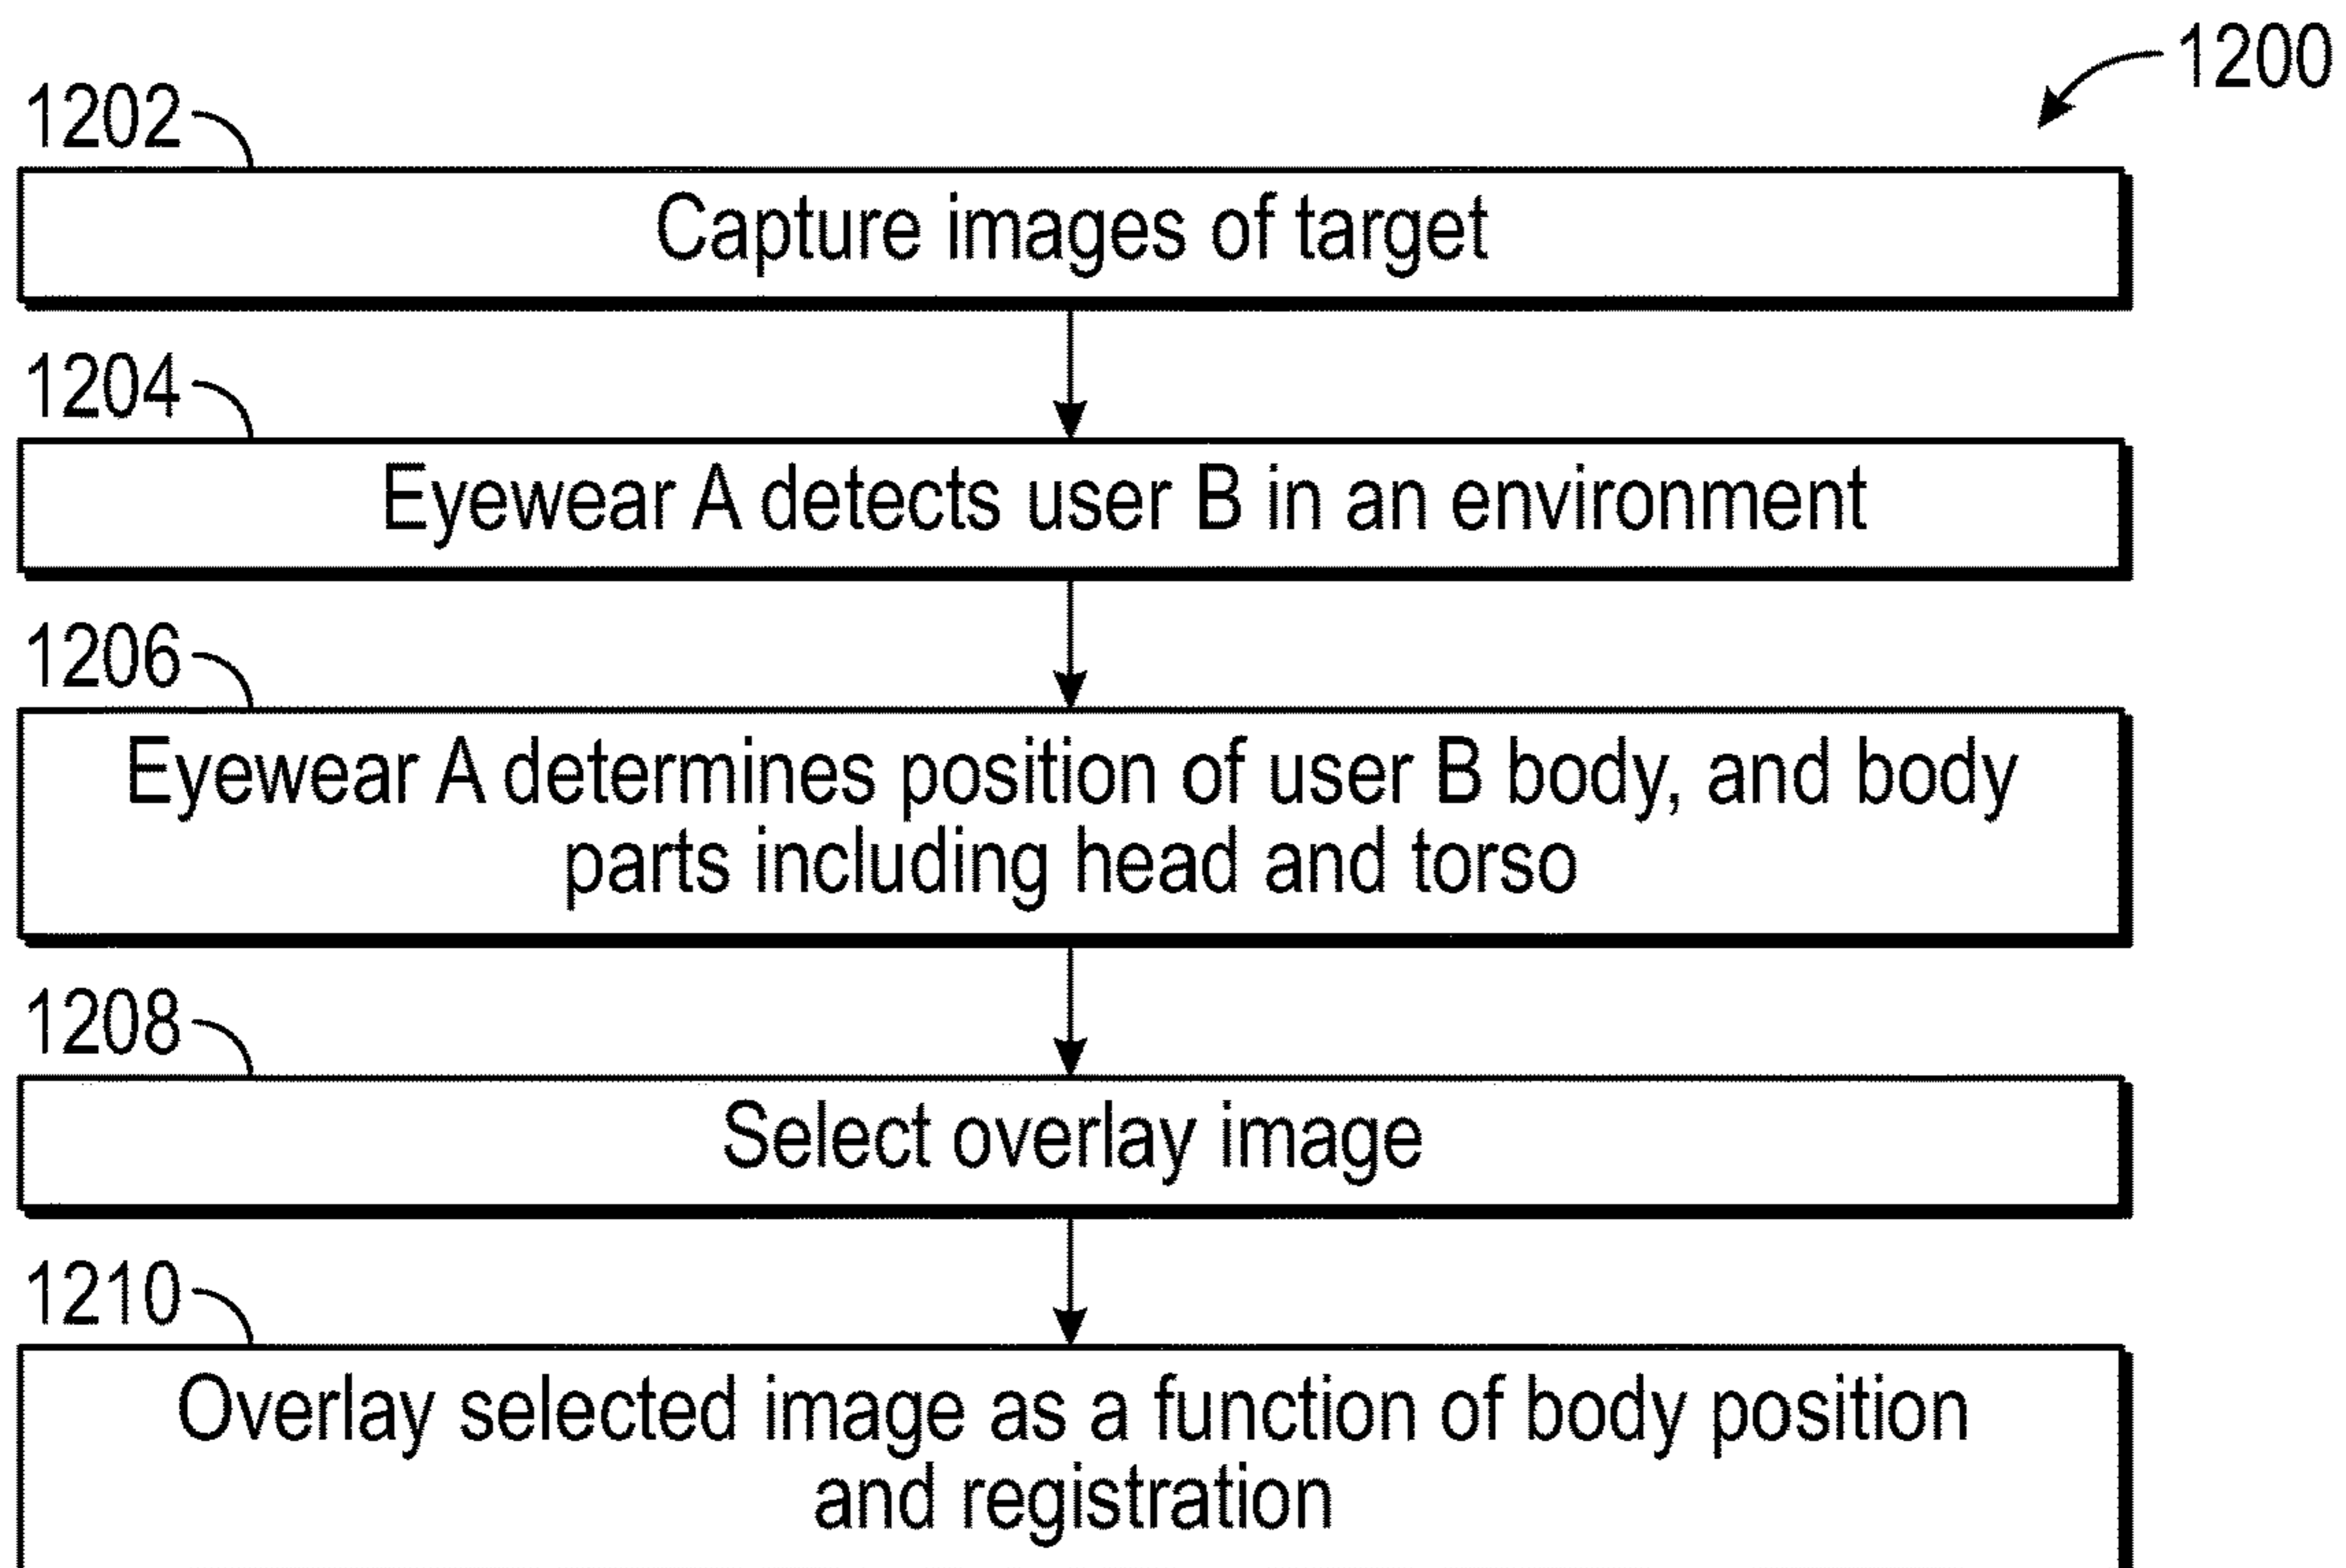 1200
1202
Capture images of target
1204
Eyewear A detects user B in an environment
1206
Eyewear A determines position of user B body, and body
parts including head and torso
1208
Select overlay image
1210
Overlay selected image as a function of body position
and registration